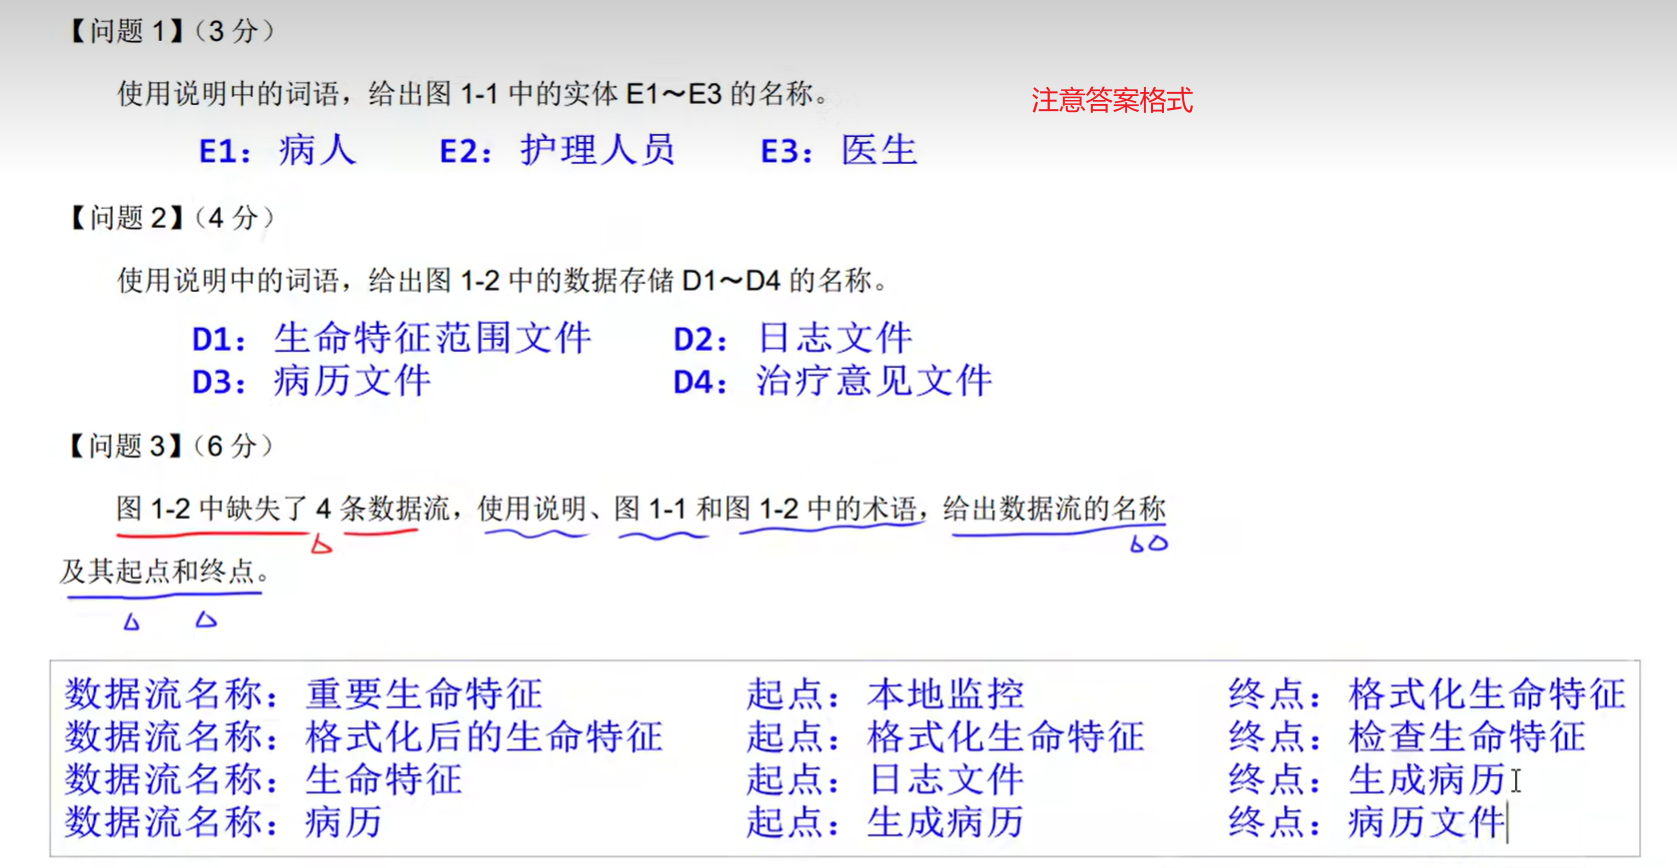 【问题 1】（3 分）
使用说明中的词语，给出图 1-1 中的实体 E1～E3 的名称。
注意答案格式
E1： 病人 E2： 护理人员 E3： 医生
【问题 2】（4 分）
使用说明中的词语，给出图 1-2 中的数据存储 D1～D4 的名称。
D1： 生命特征范围文件 D2： 日志文件
D3： 病历文件 D4： 治疗意见文件
【问题 3】（6 分）
图 1-2 中缺失了 4 条数据流，使用说明、图 1-1 和图 1-2 中的术语，给出数据流的名称
及其起点和终点。
数据流名称：重要生命特征 起点：本地监控 终点：格式化生命特征
数据流名称：格式化后的生命特征 起点：格式化生命特征 终点：检查生命特征
数据流名称：生命特征 起点：日志文件 终点：生成病历
数据流名称：病历 起点：生成病历 终点：病历文件